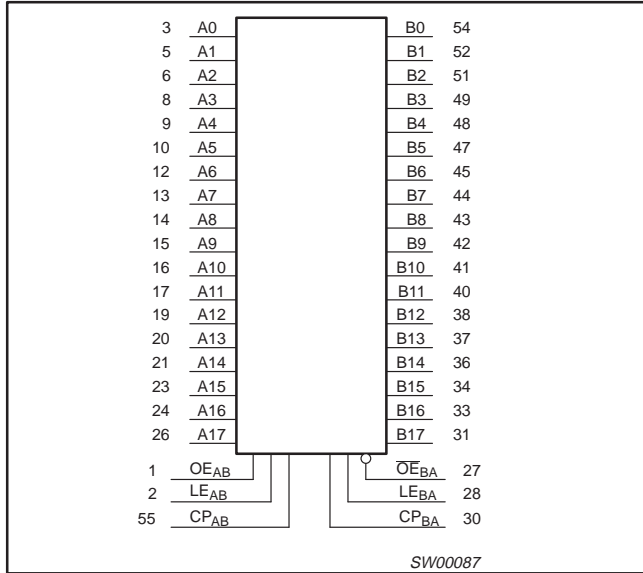 3 A0 B0 54
5 A1 B1 52
6 A2 B2 51
8 A3 B3 49
9 A4 B4 48
10 A5 B5 47
12 A6 B6 45
13 A7 B7 44
14 A8 B8 43
15 A9 B9 42
16 A10 B10 41
17 A11 B11 40
19 A12 B12 38
20 A13 B13 37
21 A14 B14 36
23 A15 B15 34
24 A16 B16 33
26 A17 B17 31
1 OEAB O̅E̅BA 27
2 LEAB LEBA 28
55 CPAB CPBA 30
SW00087